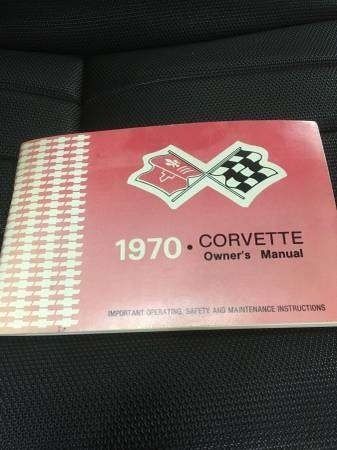 1970 • CORVETTE
Owner's Manual
IMPORTANT OPERATING, SAFETY AND MAINTENANCE INSTRUCTIONS